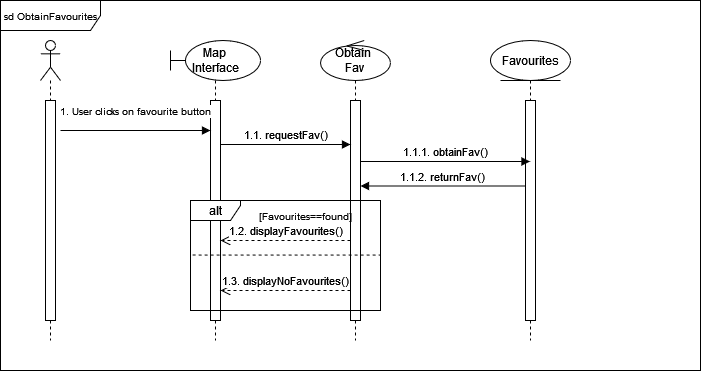 sd ObtainFavourites
Map
Interface
Obtain
Fav
Favourites
1. User clicks on favourite button
1.1. requestFav()
1.1.1. obtainFav()
1.1.2. returnFav()
alt
[Favourites==found]
1.2. displayFavourites()
1.3. displayNoFavourites()